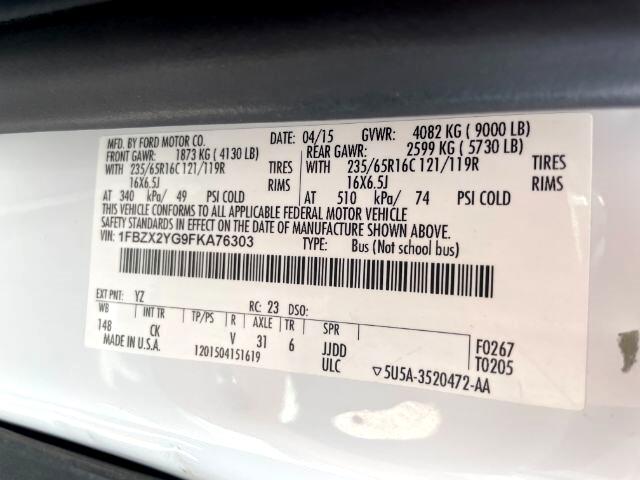 MFD. BY FORD MOTOR CO. DATE: 04/15 GVWR: 4082 KG ( 9000 LB)
FRONT GAWR: 1873 KG ( 4130 LB) REAR GAWR: 2599 KG ( 5730 LB)
WITH 235/65R16C 121/119R TIRES WITH 235/65R16C 121/119R TIRES
16X6.5J RIMS 16X6.5J RIMS
AT 340 kPa/ 49 PSI COLD AT 510 kPa/ 74 PSI COLD
THIS VEHICLE CONFORMS TO ALL APPLICABLE FEDERAL MOTOR VEHICLE
SAFETY STANDARDS IN EFFECT ON THE DATE OF MANUFACTURE SHOWN ABOVE.
VIN: 1FBZX2YG9FKA76303 TYPE: Bus (Not school bus)
EXT PNT: YZ RC: 23 DSO:
WB INT TR TP/PS R AXLE TR SPR F0267
148 CK V 31 6 JJDD T0205
MADE IN U.S.A. 1201504151619 ULC ▽5U5A-3520472-AA